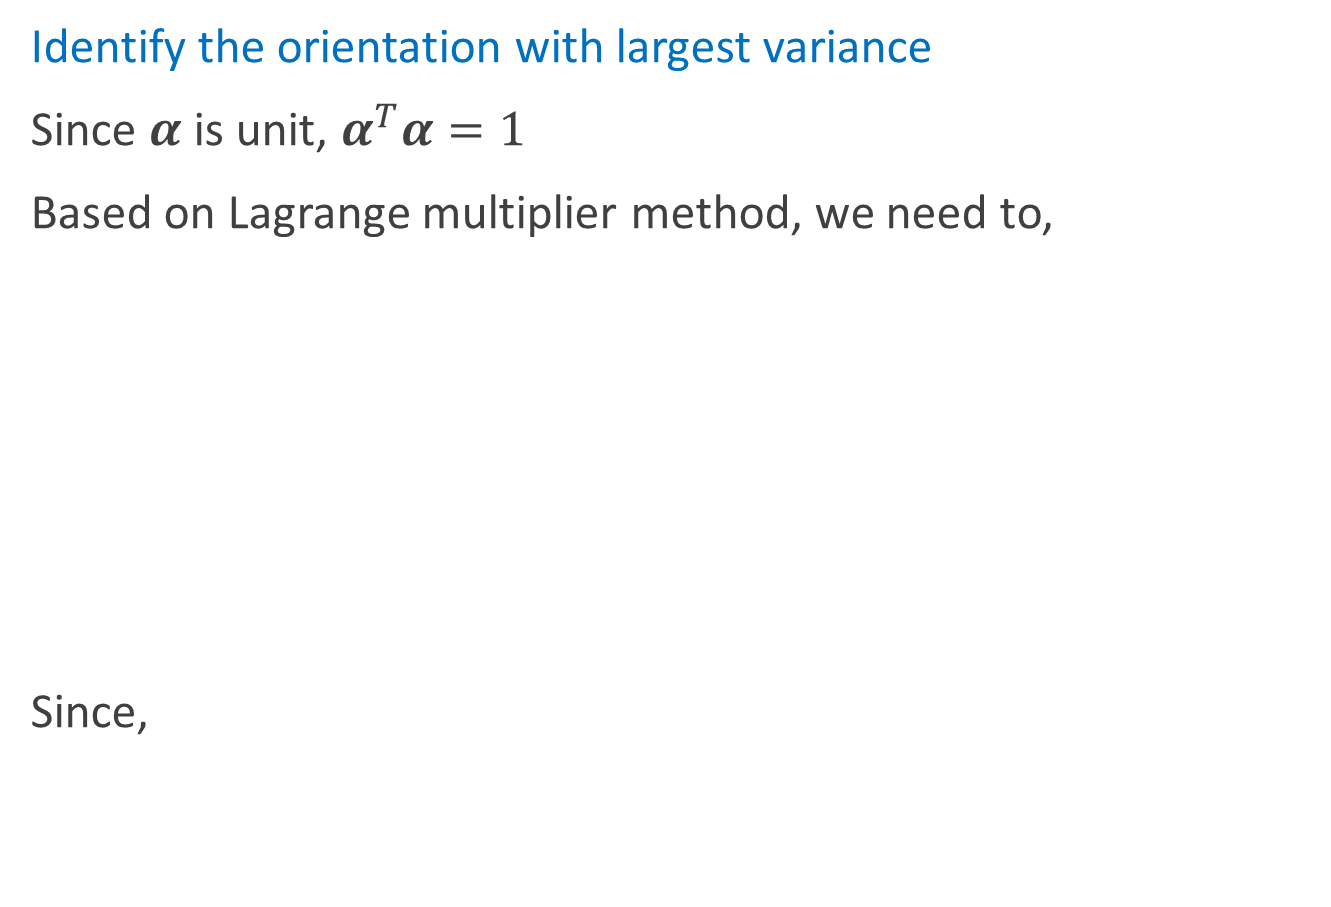 Identify the orientation with largest variance
Since 𝜶 is unit, 𝜶ᵀ𝜶 = 1
Based on Lagrange multiplier method, we need to,
Since,